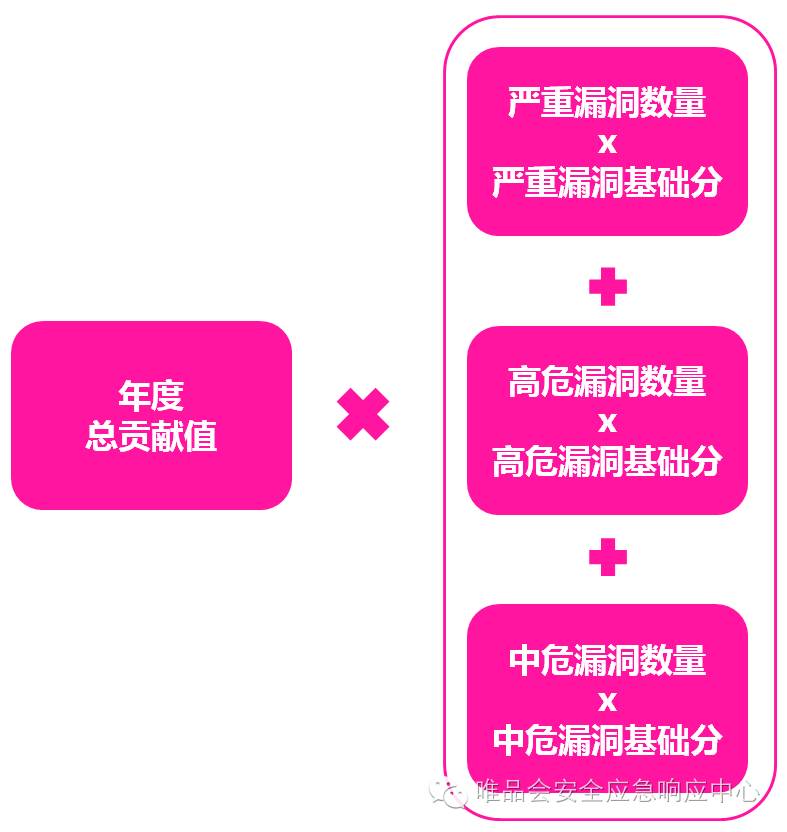 严重漏洞数量
x
严重漏洞基础分
年度
总贡献值
高危漏洞数量
x
高危漏洞基础分
中危漏洞数量
x
中危漏洞基础分
唯品会安全应急响应中心